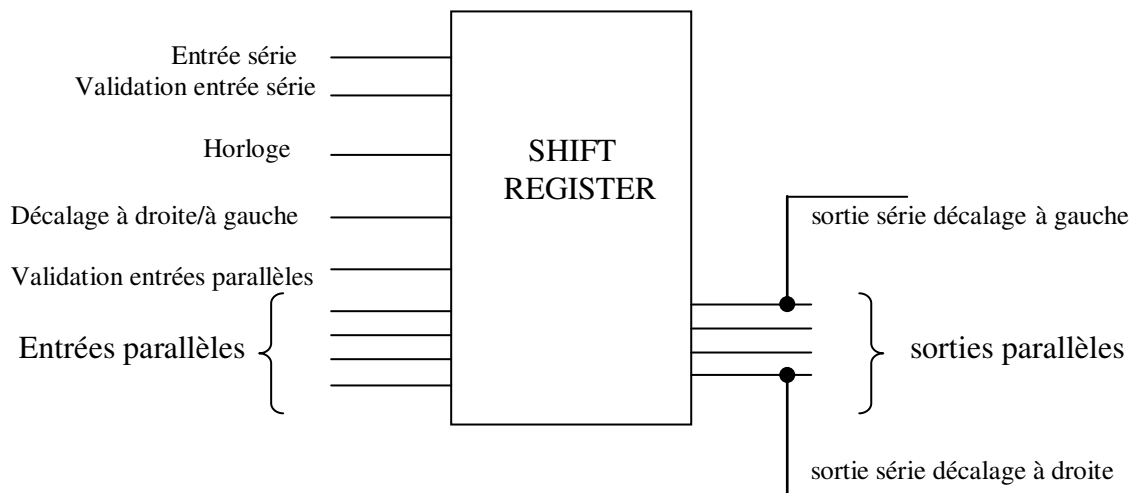 Entrée série
Validation entrée série
Horloge
Décalage à droite/à gauche
Validation entrées parallèles
Entrées parallèles
SHIFT
REGISTER
sortie série décalage à gauche
sorties parallèles
sortie série décalage à droite